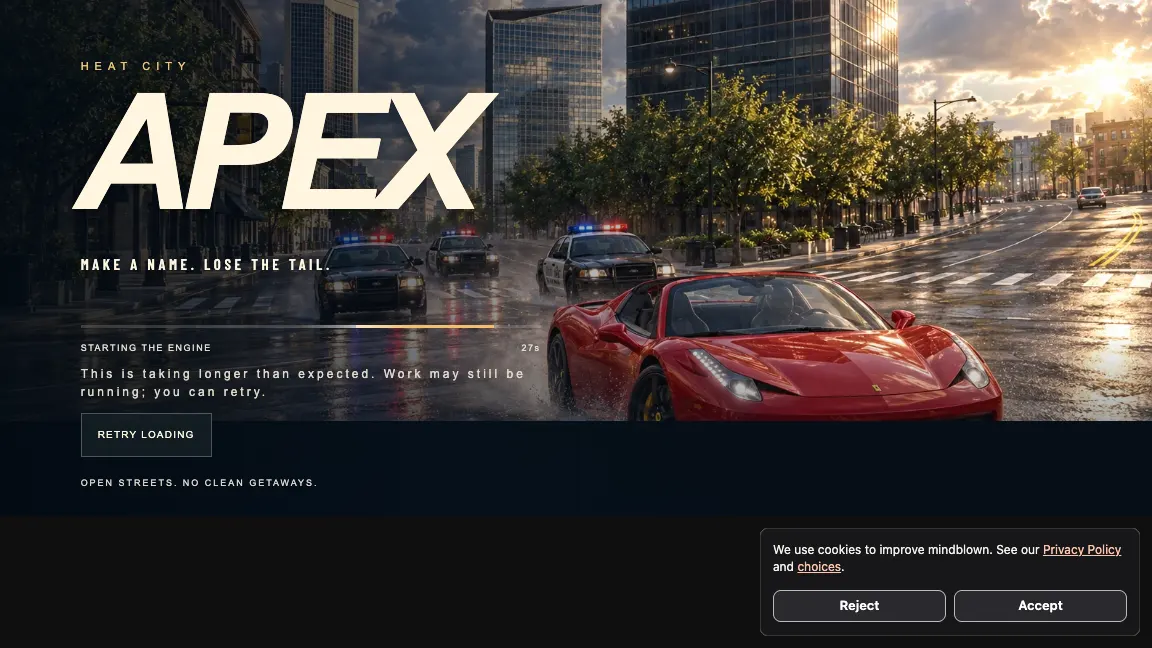 HEAT CITY
APEX
MAKE A NAME. LOSE THE TAIL.
STARTING THE ENGINE
27s
This is taking longer than expected. Work may still be
running; you can retry.
RETRY LOADING
OPEN STREETS. NO CLEAN GETAWAYS.
We use cookies to improve mindblown. See our Privacy Policy
and choices.
Reject
Accept